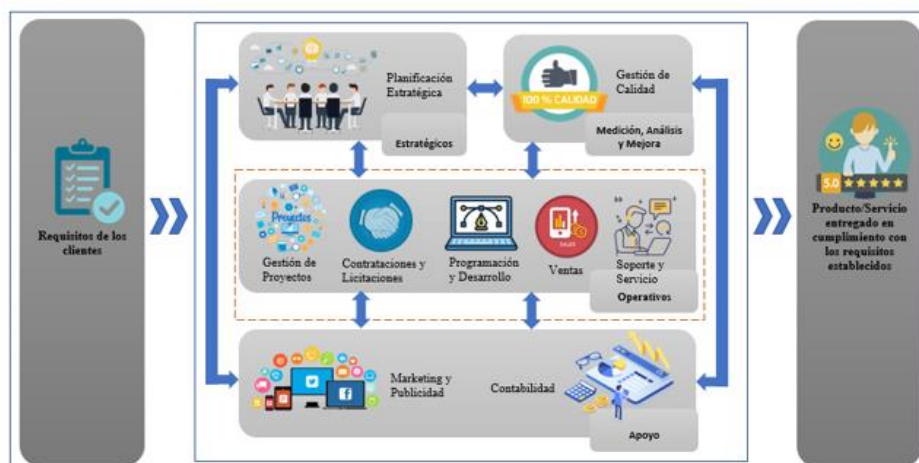 Requisitos de los
clientes
Planificación
Estratégica
Estratégicos
100 % CALIDAD
Gestión de
Calidad
Medición, Análisis
y Mejora
Proyectos
Gestión de
Proyectos
Contrataciones y
Licitaciones
Programación
y Desarrollo
SALES
Ventas
Soporte y
Servicio
Operativos
Marketing y
Publicidad
Contabilidad
Apoyo
5.0
Producto/Servicio
entregado en
cumplimiento con
los requisitos
establecidos